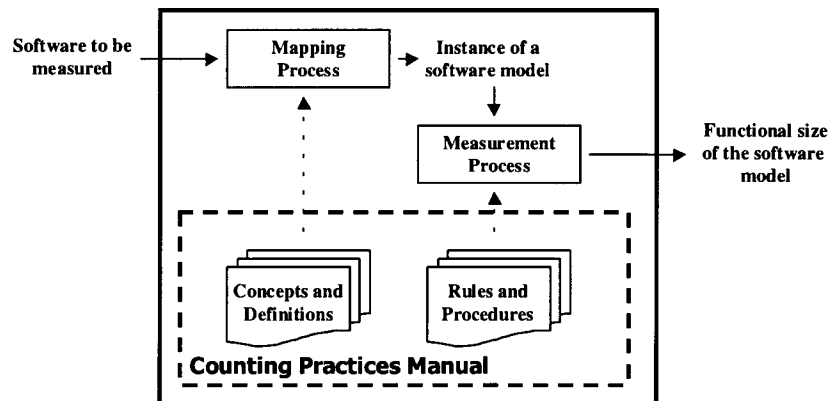 Software to be
measured
Mapping
Process
Instance of a
software model
Measurement
Process
Functional size
of the software
model
Concepts and
Definitions
Rules and
Procedures
Counting Practices Manual